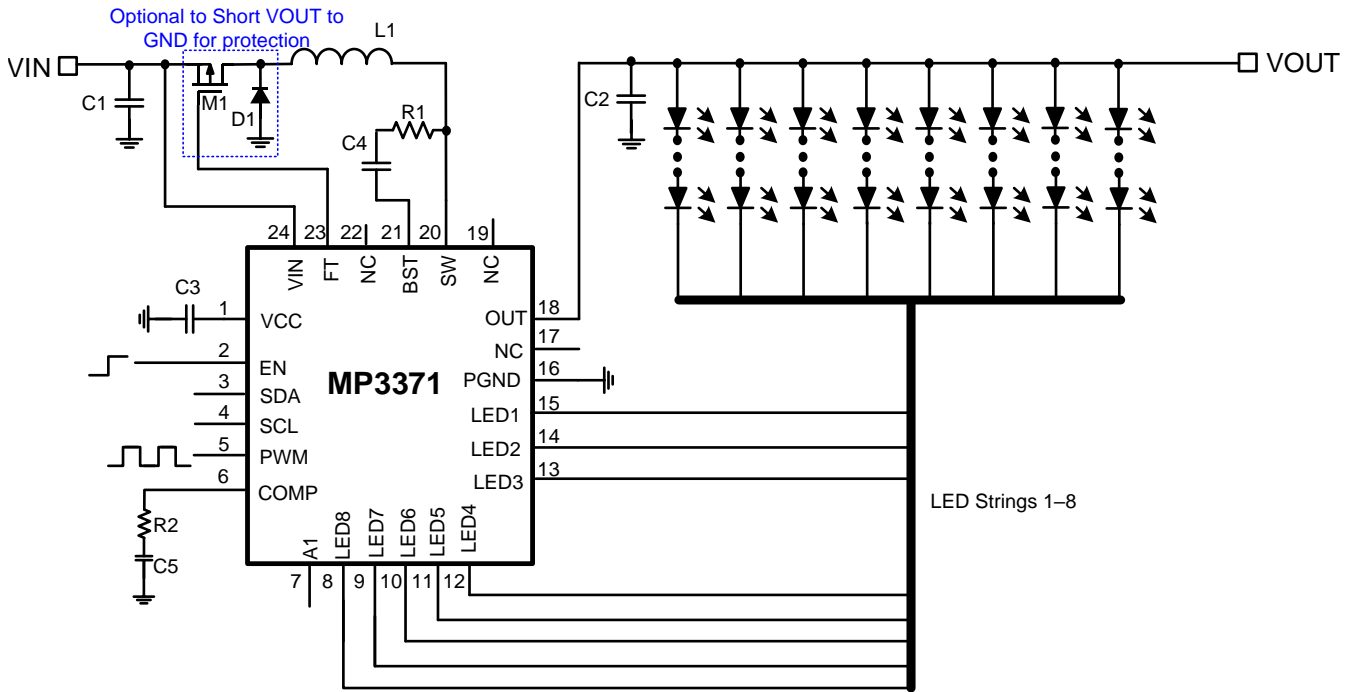 Optional to Short VOUT to
GND for protection
L1
VIN
VOUT
C1
M1
D1
C2
R1
C4
24
23
22
21
20
19
VIN
FT
NC
BST
SW
NC
C3
1
VCC
OUT
18
2
EN
NC
17
MP3371
PGND
16
3
SDA
LED1
15
4
SCL
5
PWM
LED2
14
6
COMP
LED3
13
LED Strings 1–8
R2
C5
A1
LED8
LED7
LED6
LED5
LED4
7
8
9
10
11
12